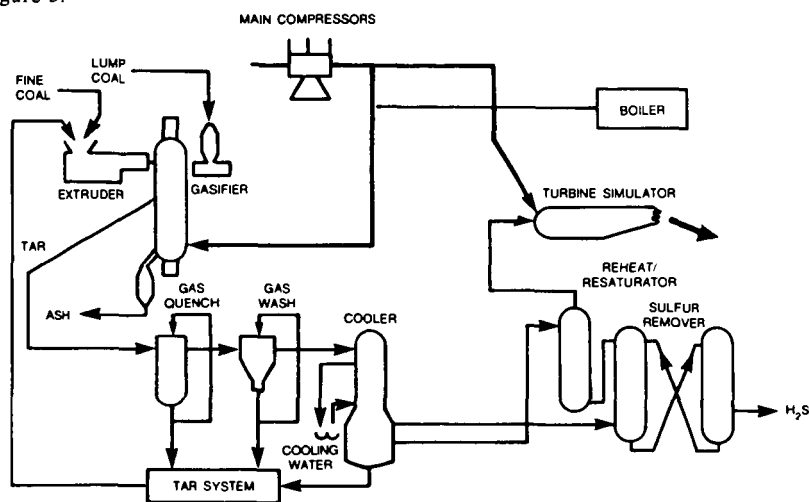 MAIN COMPRESSORS
LUMP
COAL
FINE
COAL
BOILER
EXTRUDER
GASIFIER
TURBINE SIMULATOR
TAR
REHEAT/
RESATURATOR
GAS
QUENCH
GAS
WASH
COOLER
SULFUR
REMOVER
ASH
H₂S
COOLING
WATER
TAR SYSTEM